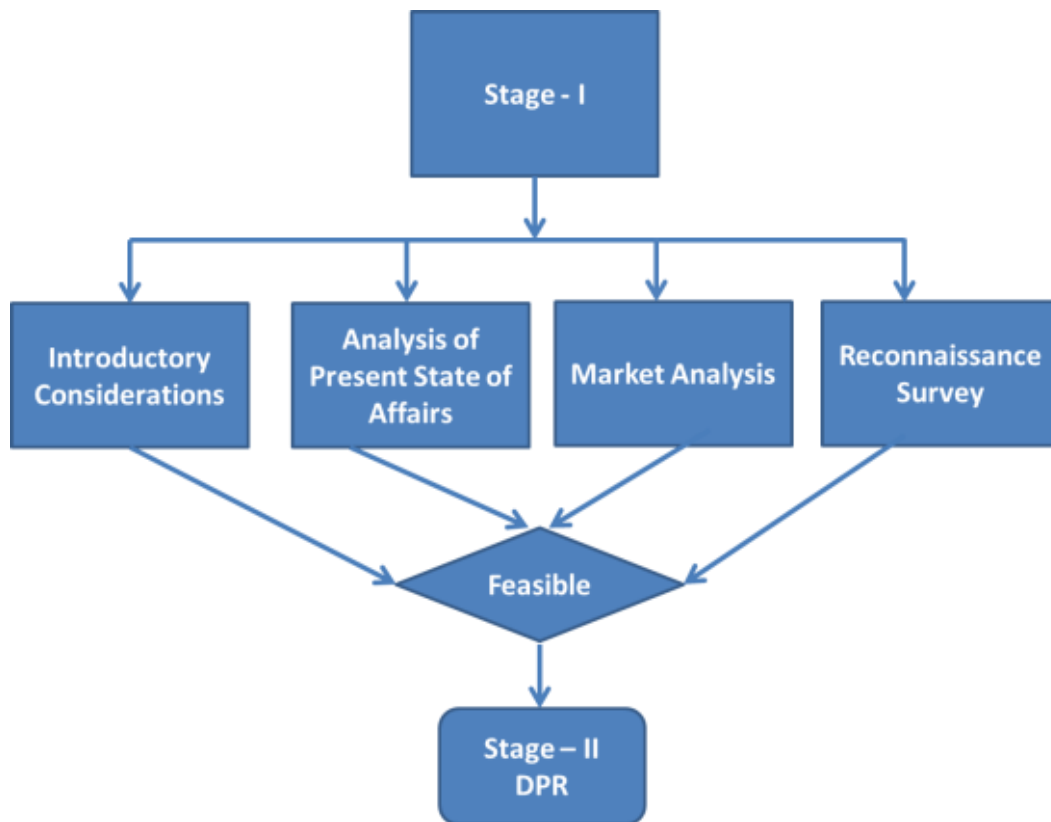 Stage - I
Introductory
Considerations
Analysis of
Present State of
Affairs
Market Analysis
Reconnaissance
Survey
Feasible
Stage – II
DPR